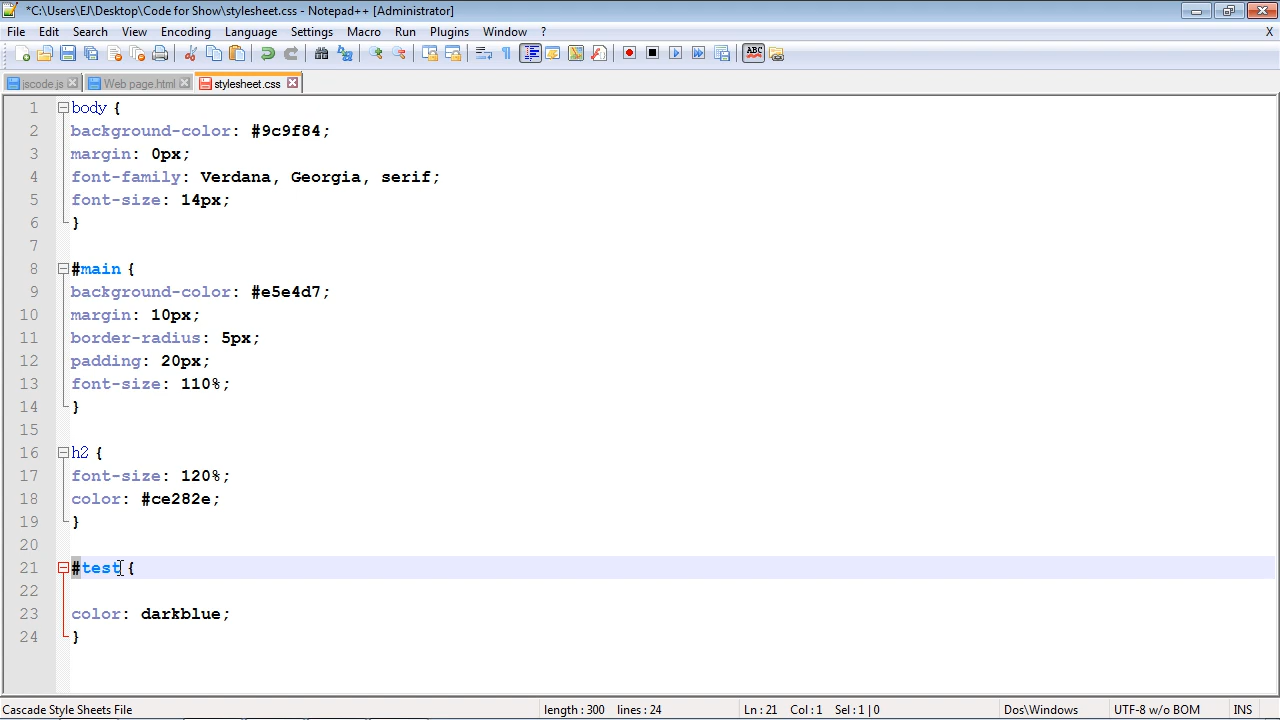 *C:\Users\EJ\Desktop\Code for Show\stylesheet.css - Notepad++ [Administrator]
File Edit Search View Encoding Language Settings Macro Run Plugins Window ? X
ABC
jscode.js Web page.html stylesheet.css
1 body {
2 background-color: #9c9f84;
3 margin: 0px;
4 font-family: Verdana, Georgia, serif;
5 font-size: 14px;
6 }
7
8 #main {
9 background-color: #e5e4d7;
10 margin: 10px;
11 border-radius: 5px;
12 padding: 20px;
13 font-size: 110%;
14 }
15
16 h2 {
17 font-size: 120%;
18 color: #ce282e;
19 }
20
21 #test {
22
23 color: darkblue;
24 }
Cascade Style Sheets File length : 300 lines : 24 Ln : 21 Col : 1 Sel : 1 | 0 Dos\Windows UTF-8 w/o BOM INS